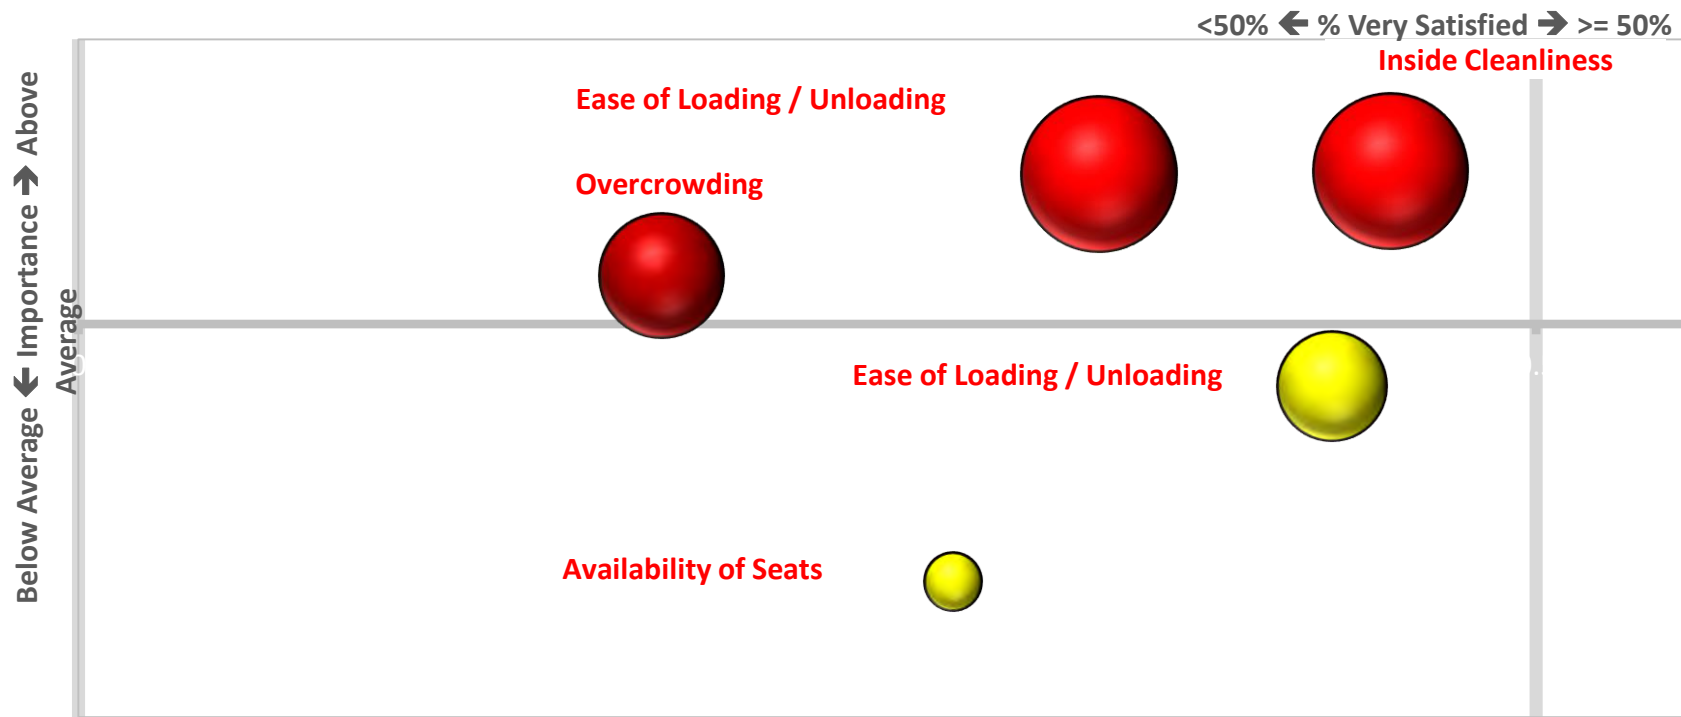 <50% 🡸 % Very Satisfied 🡺 >= 50%
Inside Cleanliness
Ease of Loading / Unloading
Overcrowding
Below Average 🡸 Importance 🡺 Above
Average
Ease of Loading / Unloading
Availability of Seats